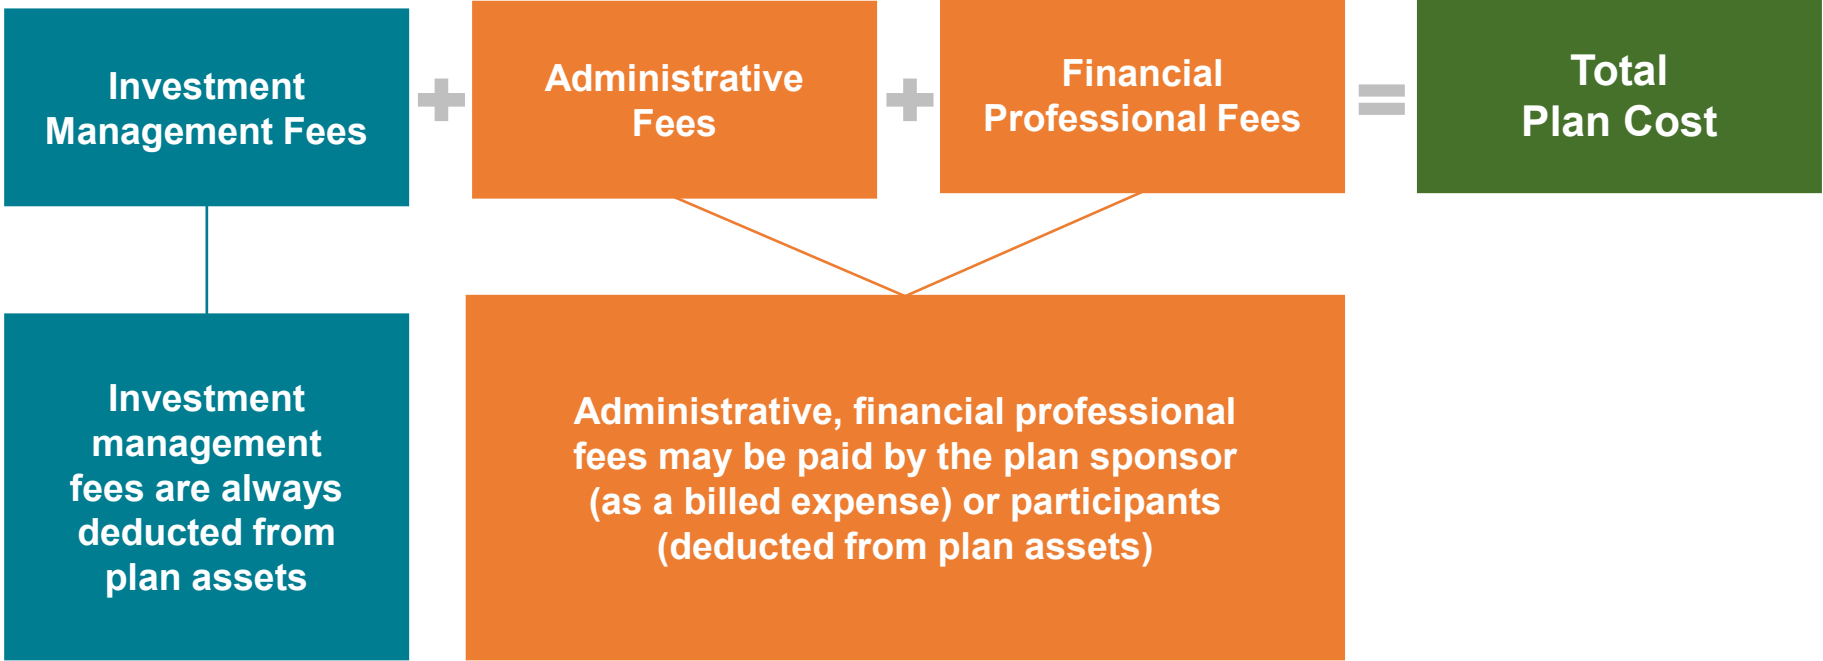 Investment
Management Fees
+
Administrative
Fees
+
Financial
Professional Fees
=
Total
Plan Cost
Investment
management
fees are always
deducted from
plan assets
Administrative, financial professional
fees may be paid by the plan sponsor
(as a billed expense) or participants
(deducted from plan assets)